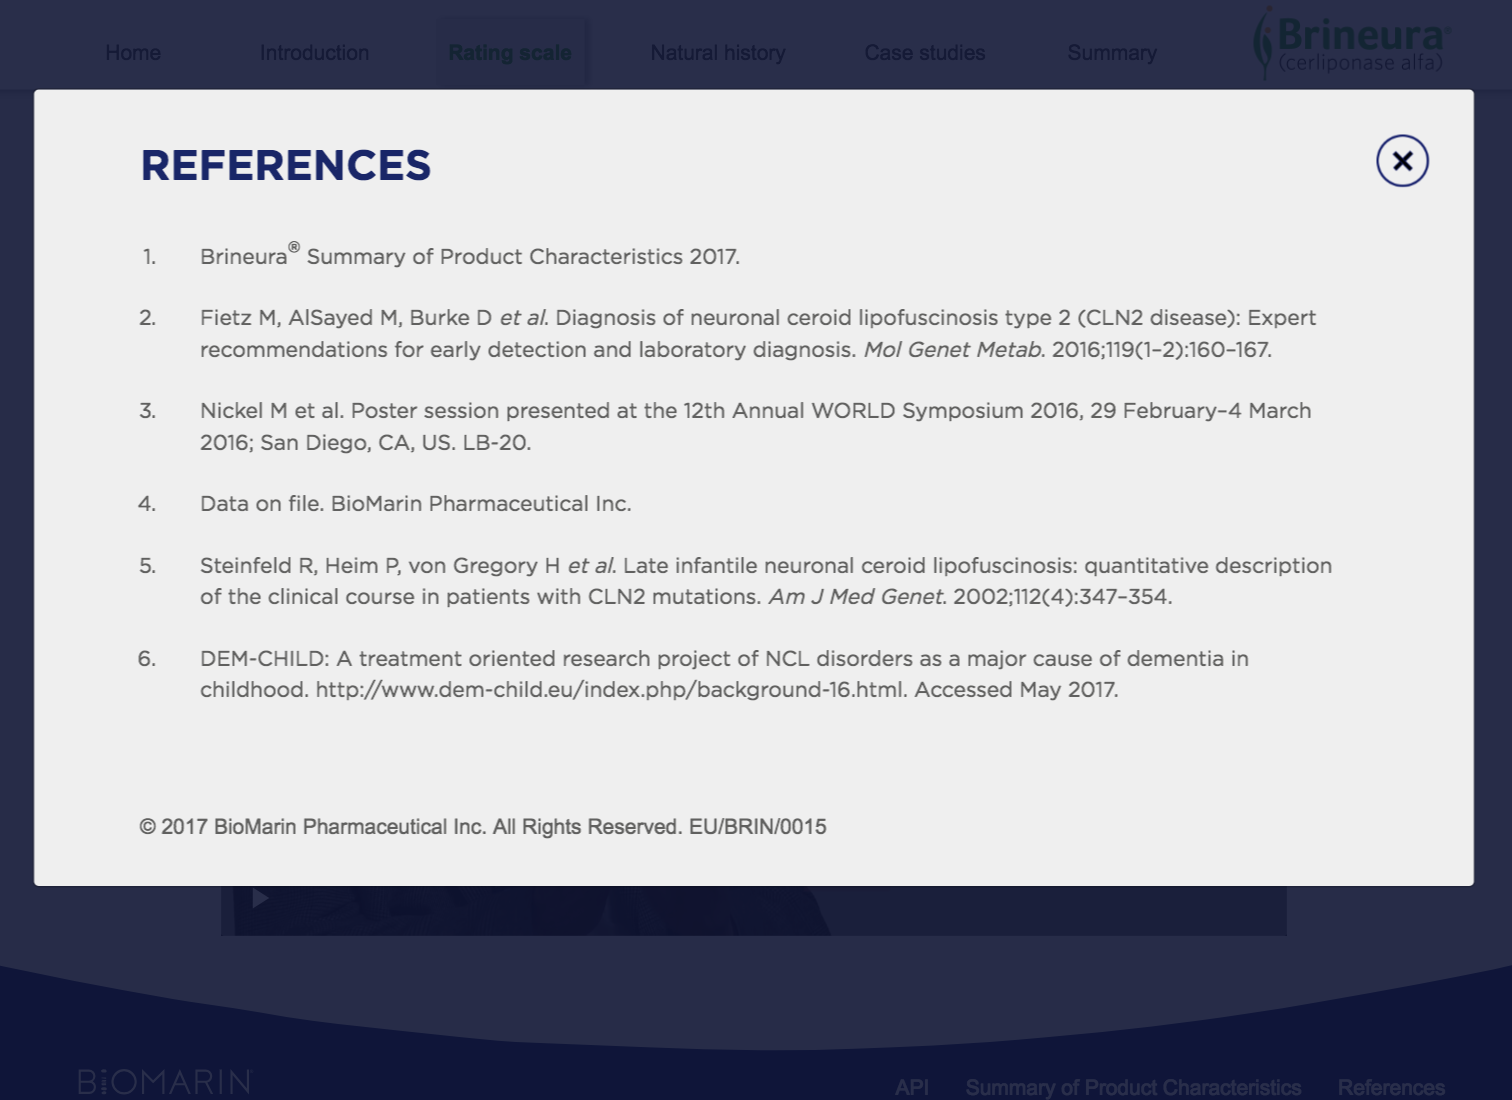 Home Introduction Rating scale Natural history Case studies Summary
Brineura®
(cerliponase alfa)
REFERENCES
1. Brineura® Summary of Product Characteristics 2017.
2. Fietz M, AlSayed M, Burke D et al. Diagnosis of neuronal ceroid lipofuscinosis type 2 (CLN2 disease): Expert
recommendations for early detection and laboratory diagnosis. Mol Genet Metab. 2016;119(1–2):160–167.
3. Nickel M et al. Poster session presented at the 12th Annual WORLD Symposium 2016, 29 February–4 March
2016; San Diego, CA, US. LB-20.
4. Data on file. BioMarin Pharmaceutical Inc.
5. Steinfeld R, Heim P, von Gregory H et al. Late infantile neuronal ceroid lipofuscinosis: quantitative description
of the clinical course in patients with CLN2 mutations. Am J Med Genet. 2002;112(4):347–354.
6. DEM-CHILD: A treatment oriented research project of NCL disorders as a major cause of dementia in
childhood. http://www.dem-child.eu/index.php/background-16.html. Accessed May 2017.
© 2017 BioMarin Pharmaceutical Inc. All Rights Reserved. EU/BRIN/0015
BIOMARIN
API Summary of Product Characteristics References